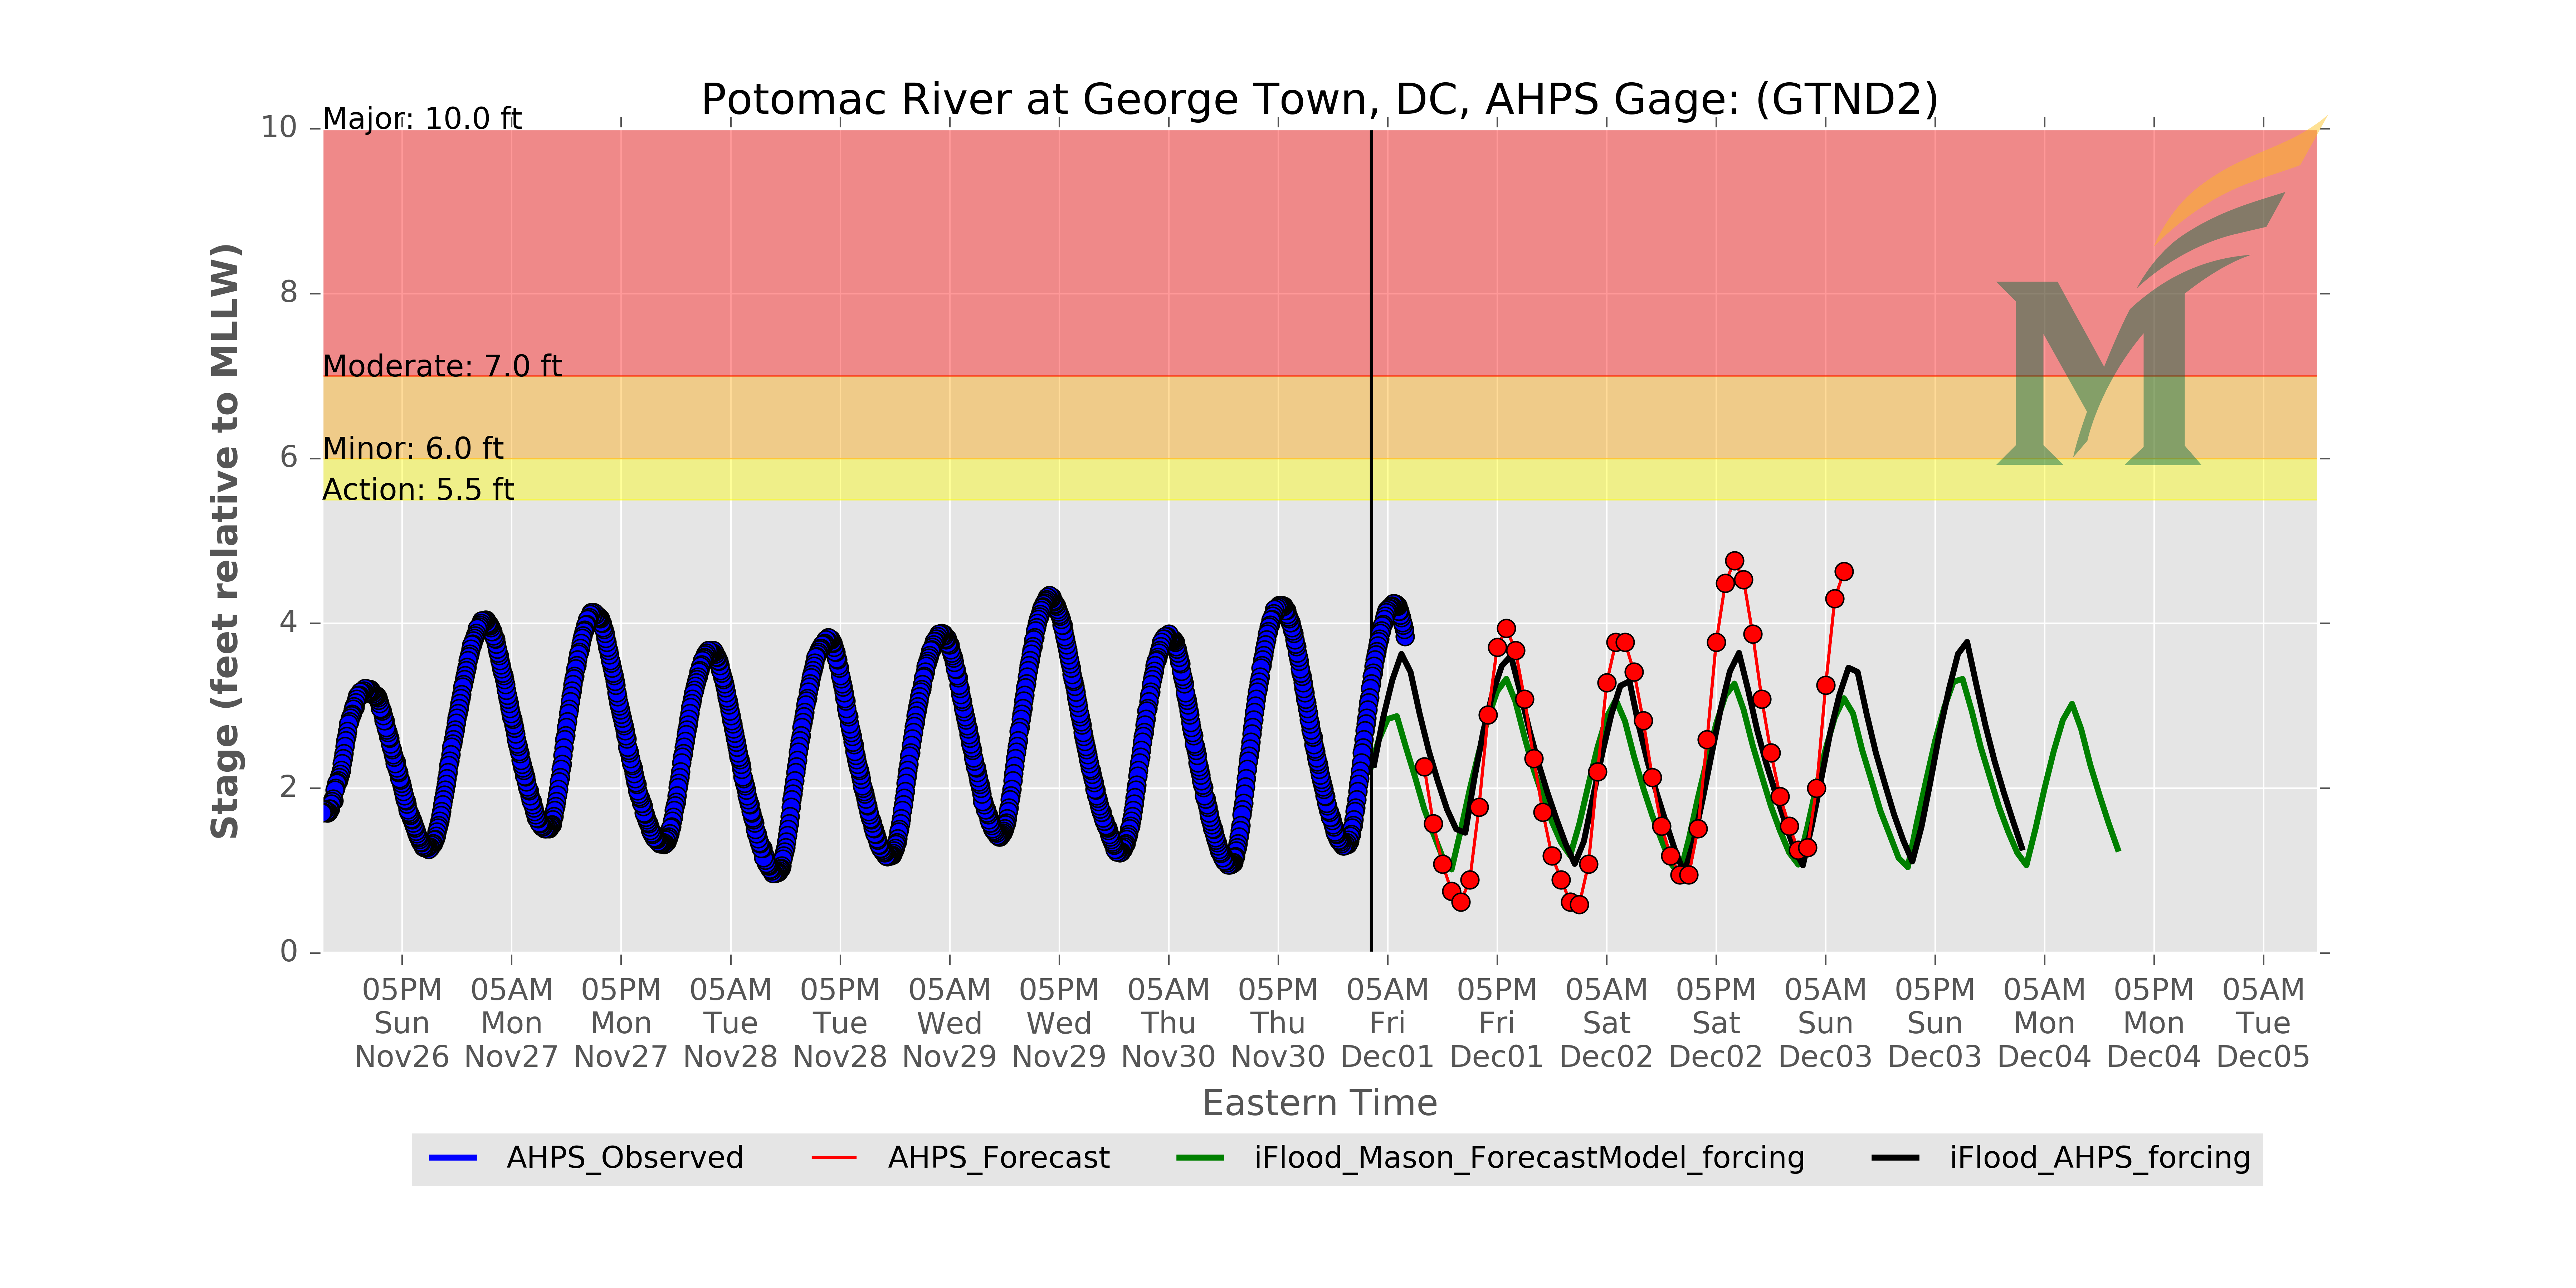 Potomac River at George Town, DC, AHPS Gage: (GTND2)
Major: 10.0 ft
Moderate: 7.0 ft
Minor: 6.0 ft
Action: 5.5 ft
Stage (feet relative to MLLW)
10
8
6
4
2
0
05PM 05AM 05PM 05AM 05PM 05AM 05PM 05AM 05PM 05AM 05PM 05AM 05PM 05AM 05PM 05AM 05PM 05AM
Sun Mon Mon Tue Tue Wed Wed Thu Thu Fri Fri Sat Sat Sun Sun Mon Mon Tue
Nov26 Nov27 Nov27 Nov28 Nov28 Nov29 Nov29 Nov30 Nov30 Dec01 Dec01 Dec02 Dec02 Dec03 Dec03 Dec04 Dec04 Dec05
Eastern Time
AHPS_Observed AHPS_Forecast iFlood_Mason_ForecastModel_forcing iFlood_AHPS_forcing
M